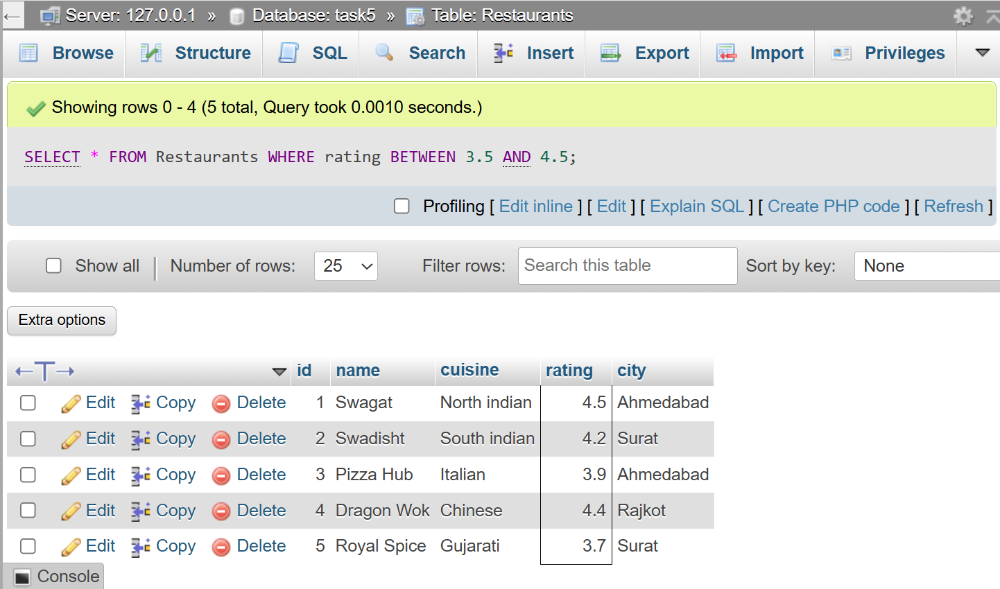 ← Server: 127.0.0.1 » Database: task5 » Table: Restaurants
Browse Structure SQL Search Insert Export Import Privileges
Showing rows 0 - 4 (5 total, Query took 0.0010 seconds.)
SELECT * FROM Restaurants WHERE rating BETWEEN 3.5 AND 4.5;
Profiling [ Edit inline ] [ Edit ] [ Explain SQL ] [ Create PHP code ] [ Refresh ]
Show all Number of rows: 25 Filter rows: Search this table Sort by key: None
Extra options
←T→ id name cuisine rating city
Edit Copy Delete 1 Swagat North indian 4.5 Ahmedabad
Edit Copy Delete 2 Swadisht South indian 4.2 Surat
Edit Copy Delete 3 Pizza Hub Italian 3.9 Ahmedabad
Edit Copy Delete 4 Dragon Wok Chinese 4.4 Rajkot
Edit Copy Delete 5 Royal Spice Gujarati 3.7 Surat
Console